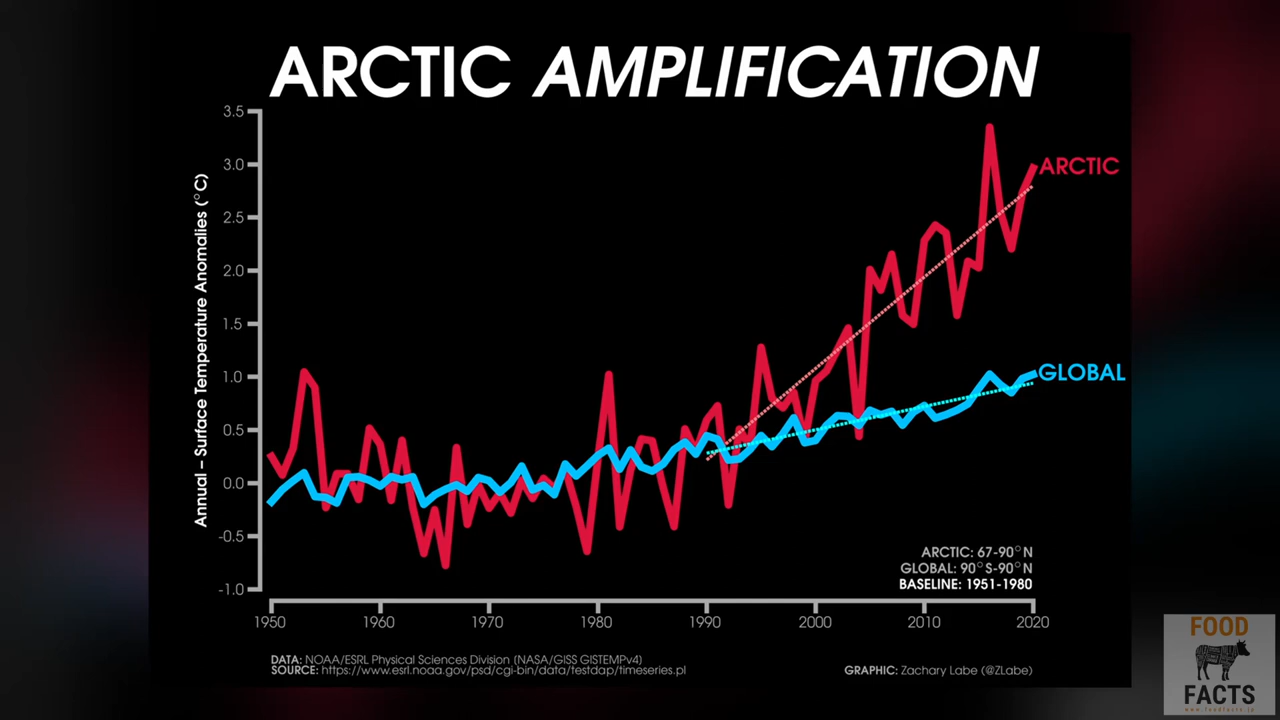 ARCTIC AMPLIFICATION
3.5
3.0
2.5
2.0
1.5
1.0
0.5
0.0
-0.5
-1.0
Annual – Surface Temperature Anomalies (°C)
ARCTIC
GLOBAL
ARCTIC: 67-90°N
GLOBAL: 90°S-90°N
BASELINE: 1951-1980
1950 1960 1970 1980 1990 2000 2010 2020
DATA: NOAA/ESRL Physical Sciences Division [NASA/GISS GISTEMPv4]
SOURCE: https://www.esrl.noaa.gov/psd/cgi-bin/data/testdap/timeseries.pl
GRAPHIC: Zachary Labe (@ZLabe)
FOOD
FACTS